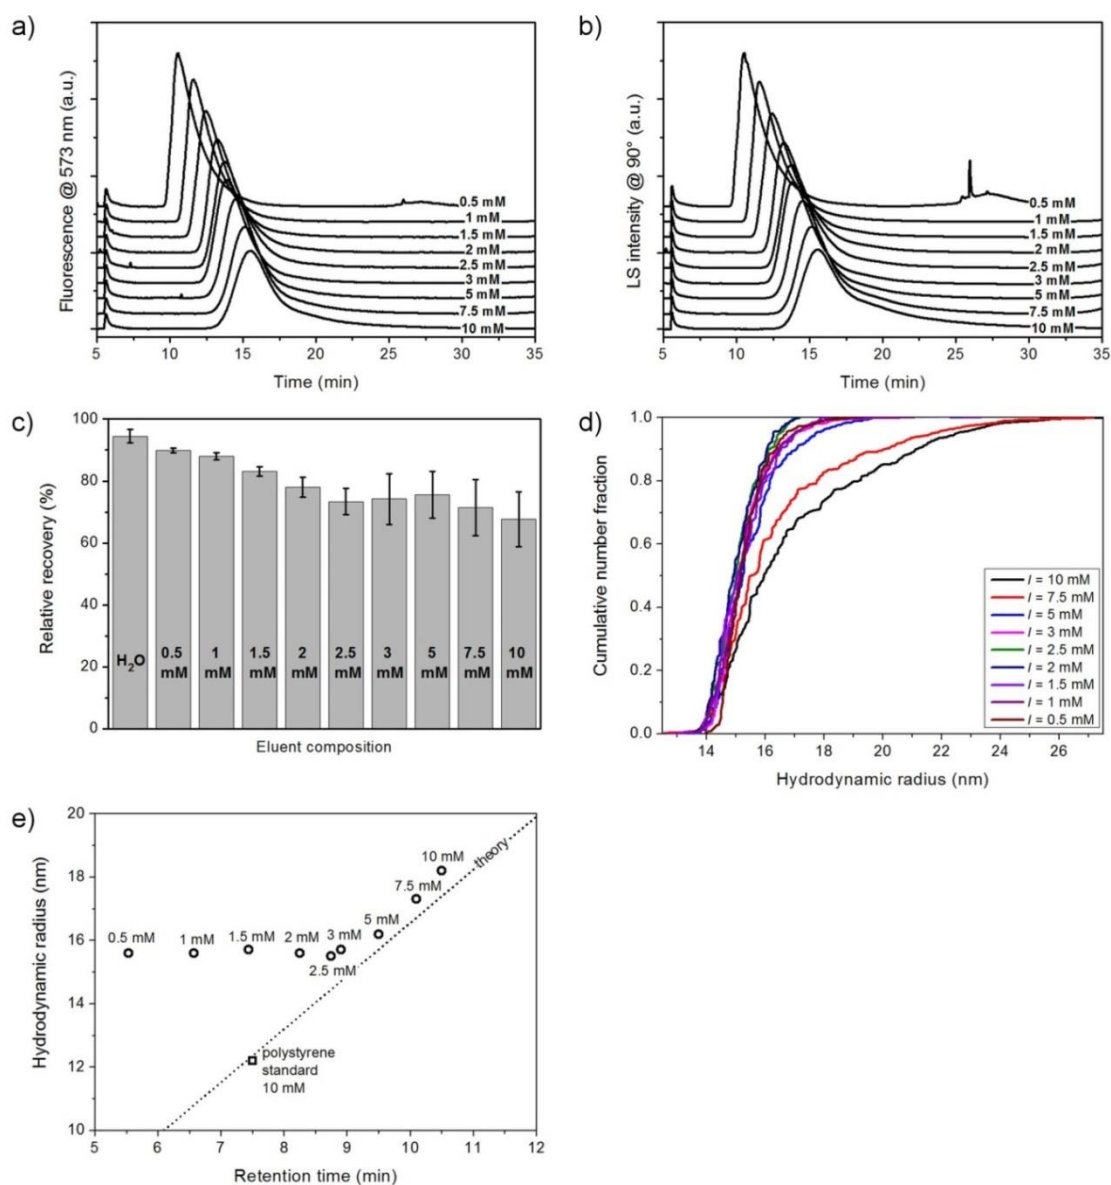 a)
Fluorescence @ 573 nm (a.u.)
0.5 mM
1 mM
1.5 mM
2 mM
2.5 mM
3 mM
5 mM
7.5 mM
10 mM
5 10 15 20 25 30 35
Time (min)
b)
LS intensity @ 90° (a.u.)
0.5 mM
1 mM
1.5 mM
2 mM
2.5 mM
3 mM
5 mM
7.5 mM
10 mM
5 10 15 20 25 30 35
Time (min)
c)
Relative recovery (%)
100
80
60
40
20
0
H₂O
0.5 mM
1 mM
1.5 mM
2 mM
2.5 mM
3 mM
5 mM
7.5 mM
10 mM
Eluent composition
d)
Cumulative number fraction
1.0
0.8
0.6
0.4
0.2
0.0
I = 10 mM
I = 7.5 mM
I = 5 mM
I = 3 mM
I = 2.5 mM
I = 2 mM
I = 1.5 mM
I = 1 mM
I = 0.5 mM
14 16 18 20 22 24 26
Hydrodynamic radius (nm)
e)
Hydrodynamic radius (nm)
20
18
16
14
12
10
10 mM
theory
7.5 mM
5 mM
0.5 mM
1 mM
1.5 mM
2 mM
3 mM
2.5 mM
polystyrene
standard
10 mM
5 6 7 8 9 10 11 12
Retention time (min)